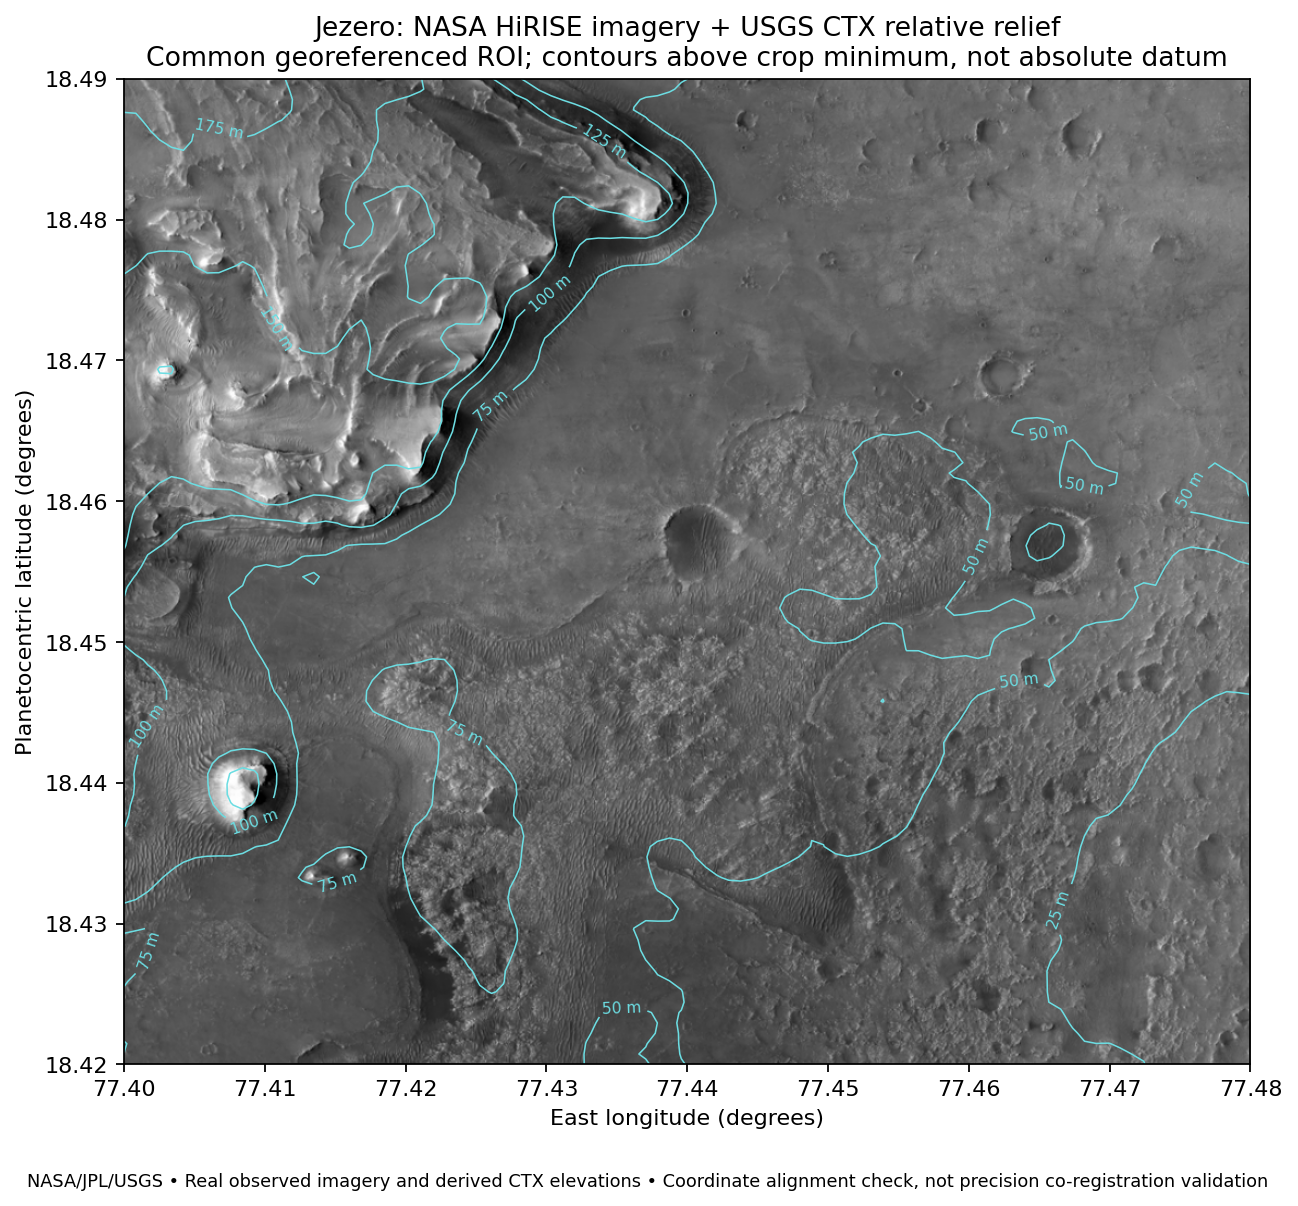 Jezero: NASA HiRISE imagery + USGS CTX relative relief
Common georeferenced ROI; contours above crop minimum, not absolute datum
18.49
18.48
18.47
18.46
18.45
18.44
18.43
18.42
Planetocentric latitude (degrees)
175 m
125 m
150 m
100 m
75 m
50 m
50 m
50 m
50 m
50 m
100 m
75 m
100 m
75 m
75 m
25 m
50 m
77.40 77.41 77.42 77.43 77.44 77.45 77.46 77.47 77.48
East longitude (degrees)
NASA/JPL/USGS • Real observed imagery and derived CTX elevations • Coordinate alignment check, not precision co-registration validation